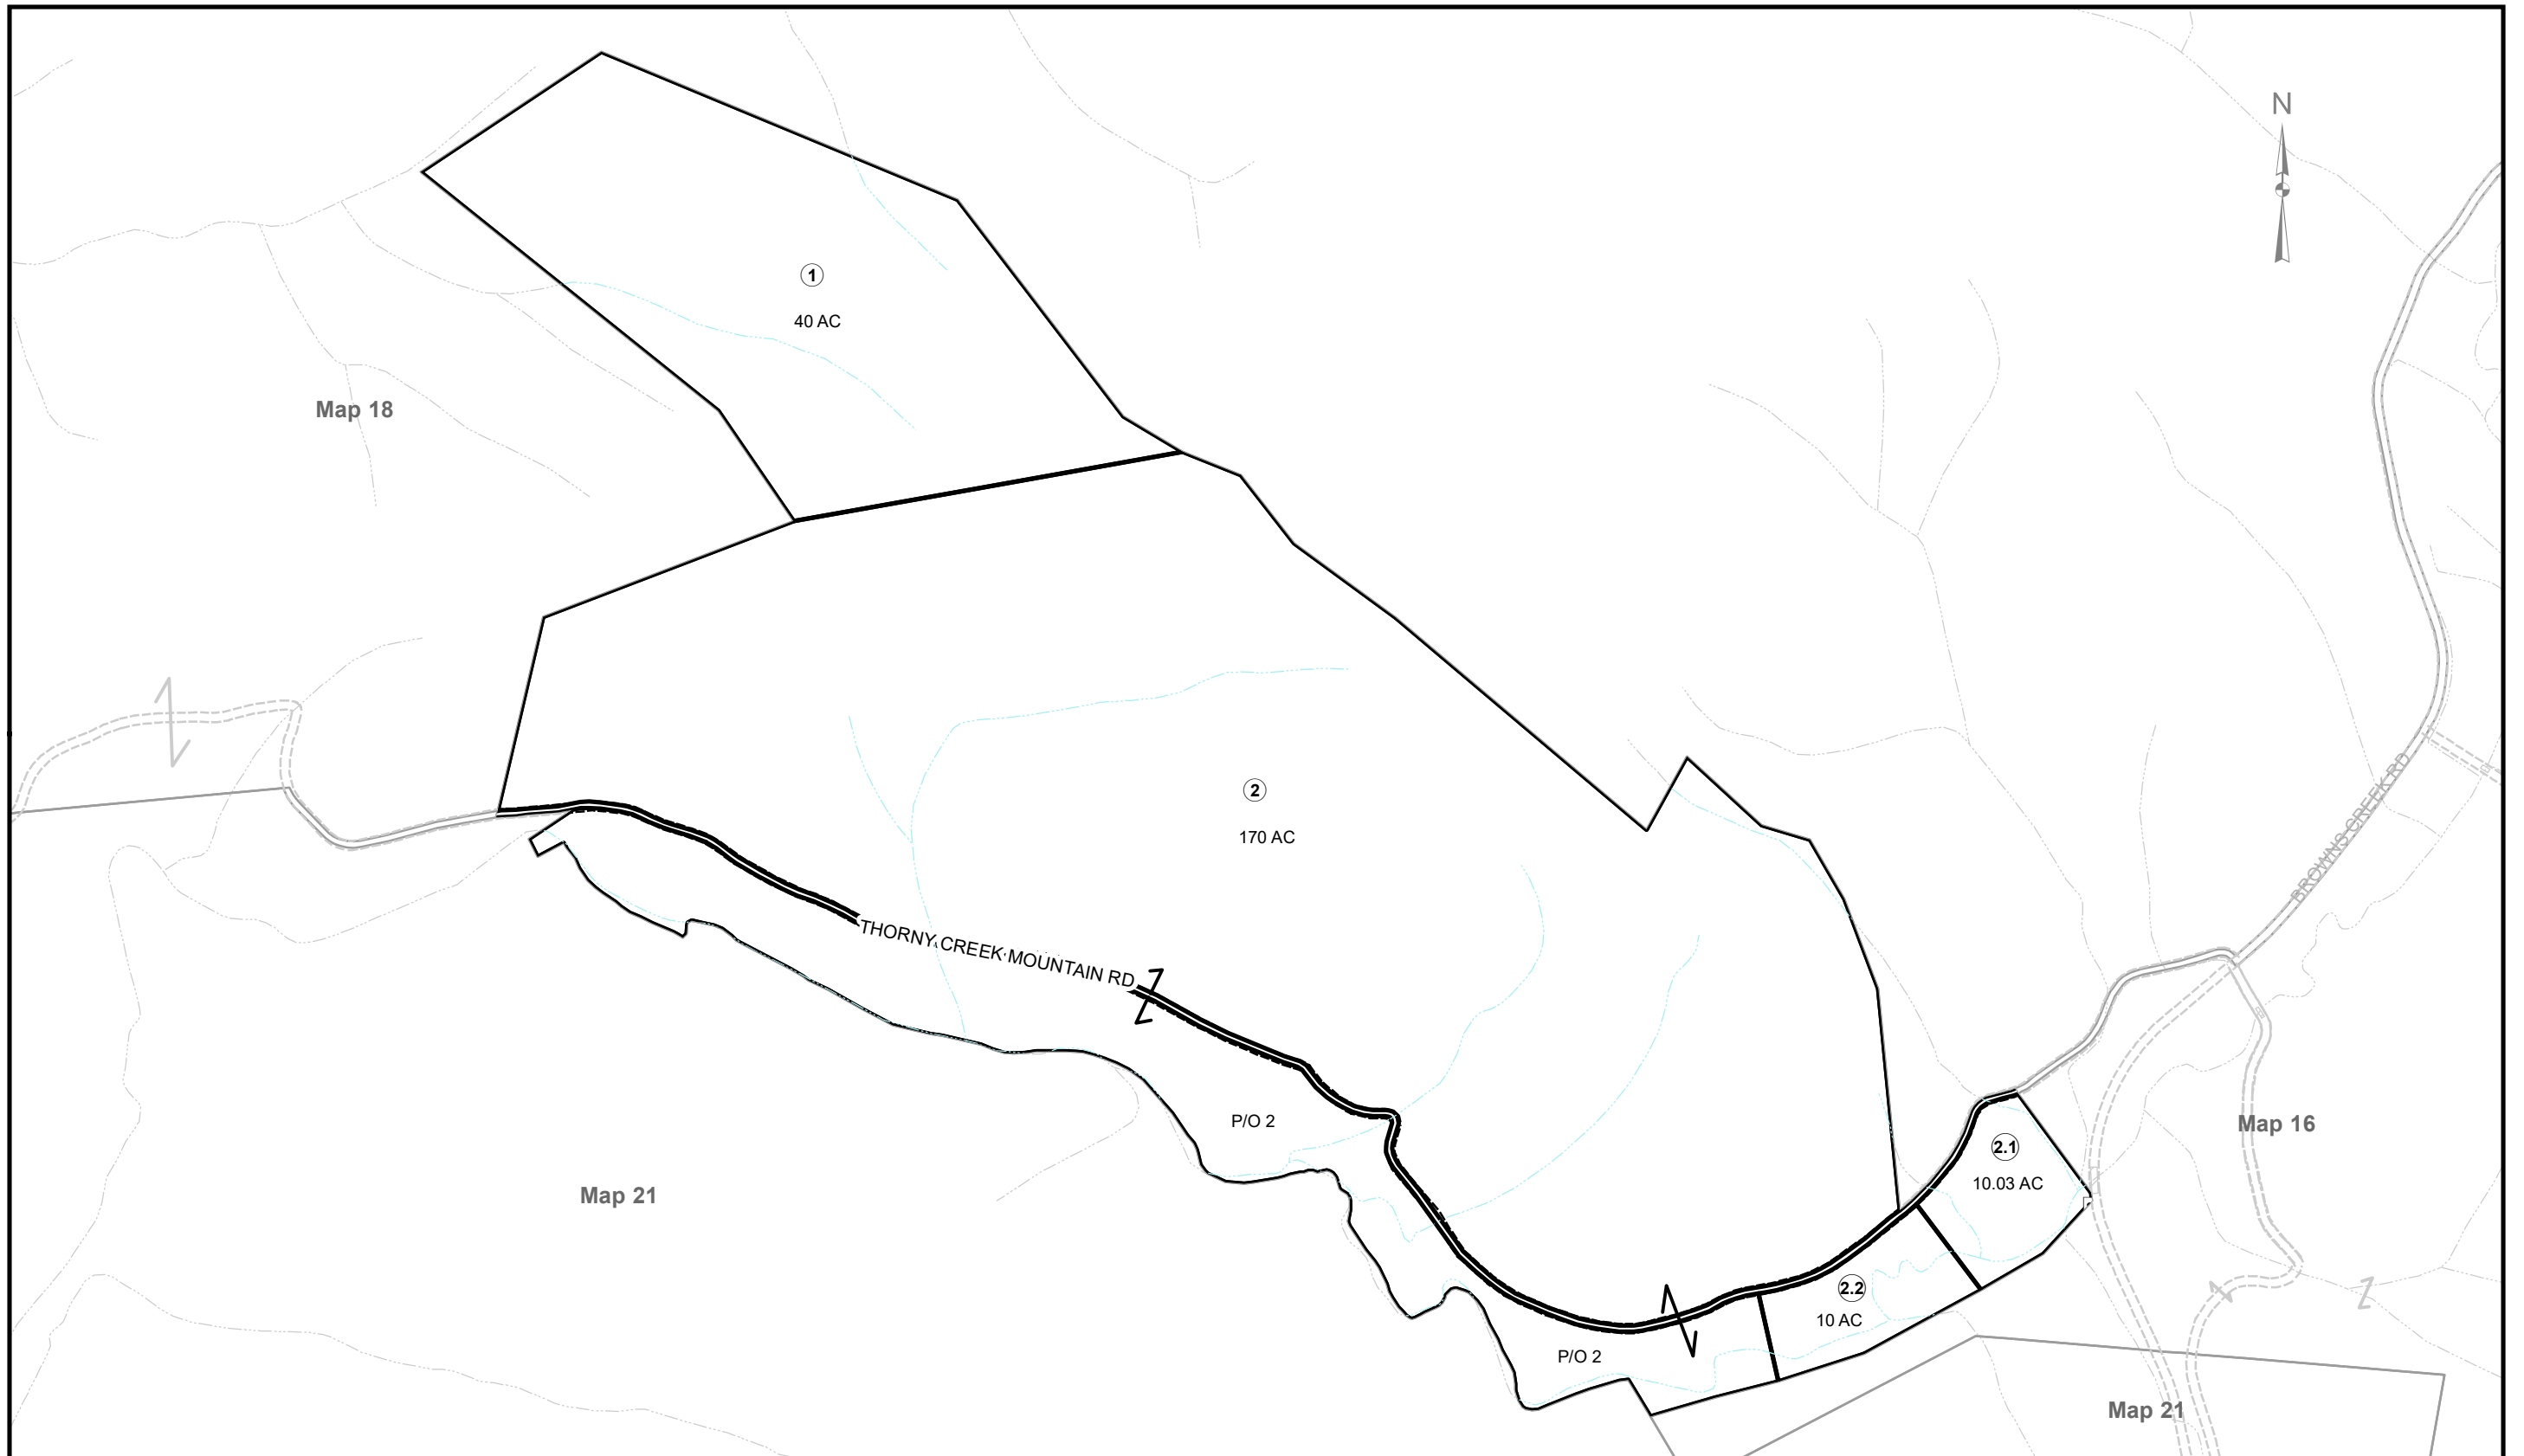 N
1
40 AC
Map 18
2
170 AC
BROWNS CREEK RD
THORNY CREEK MOUNTAIN RD
P/O 2
Map 16
2.1
10.03 AC
Map 21
2.2
10 AC
P/O 2
Map 21